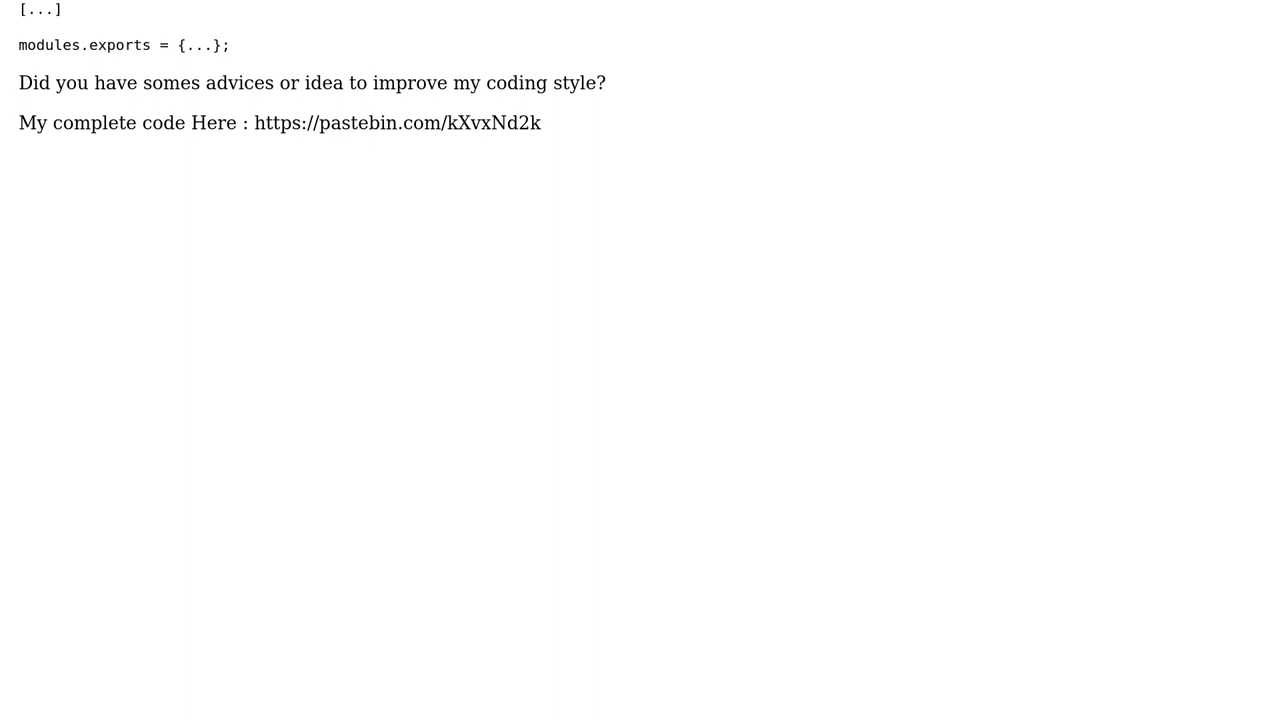 [...]
modules.exports = {...};
Did you have somes advices or idea to improve my coding style?
My complete code Here : https://pastebin.com/kXvxNd2k